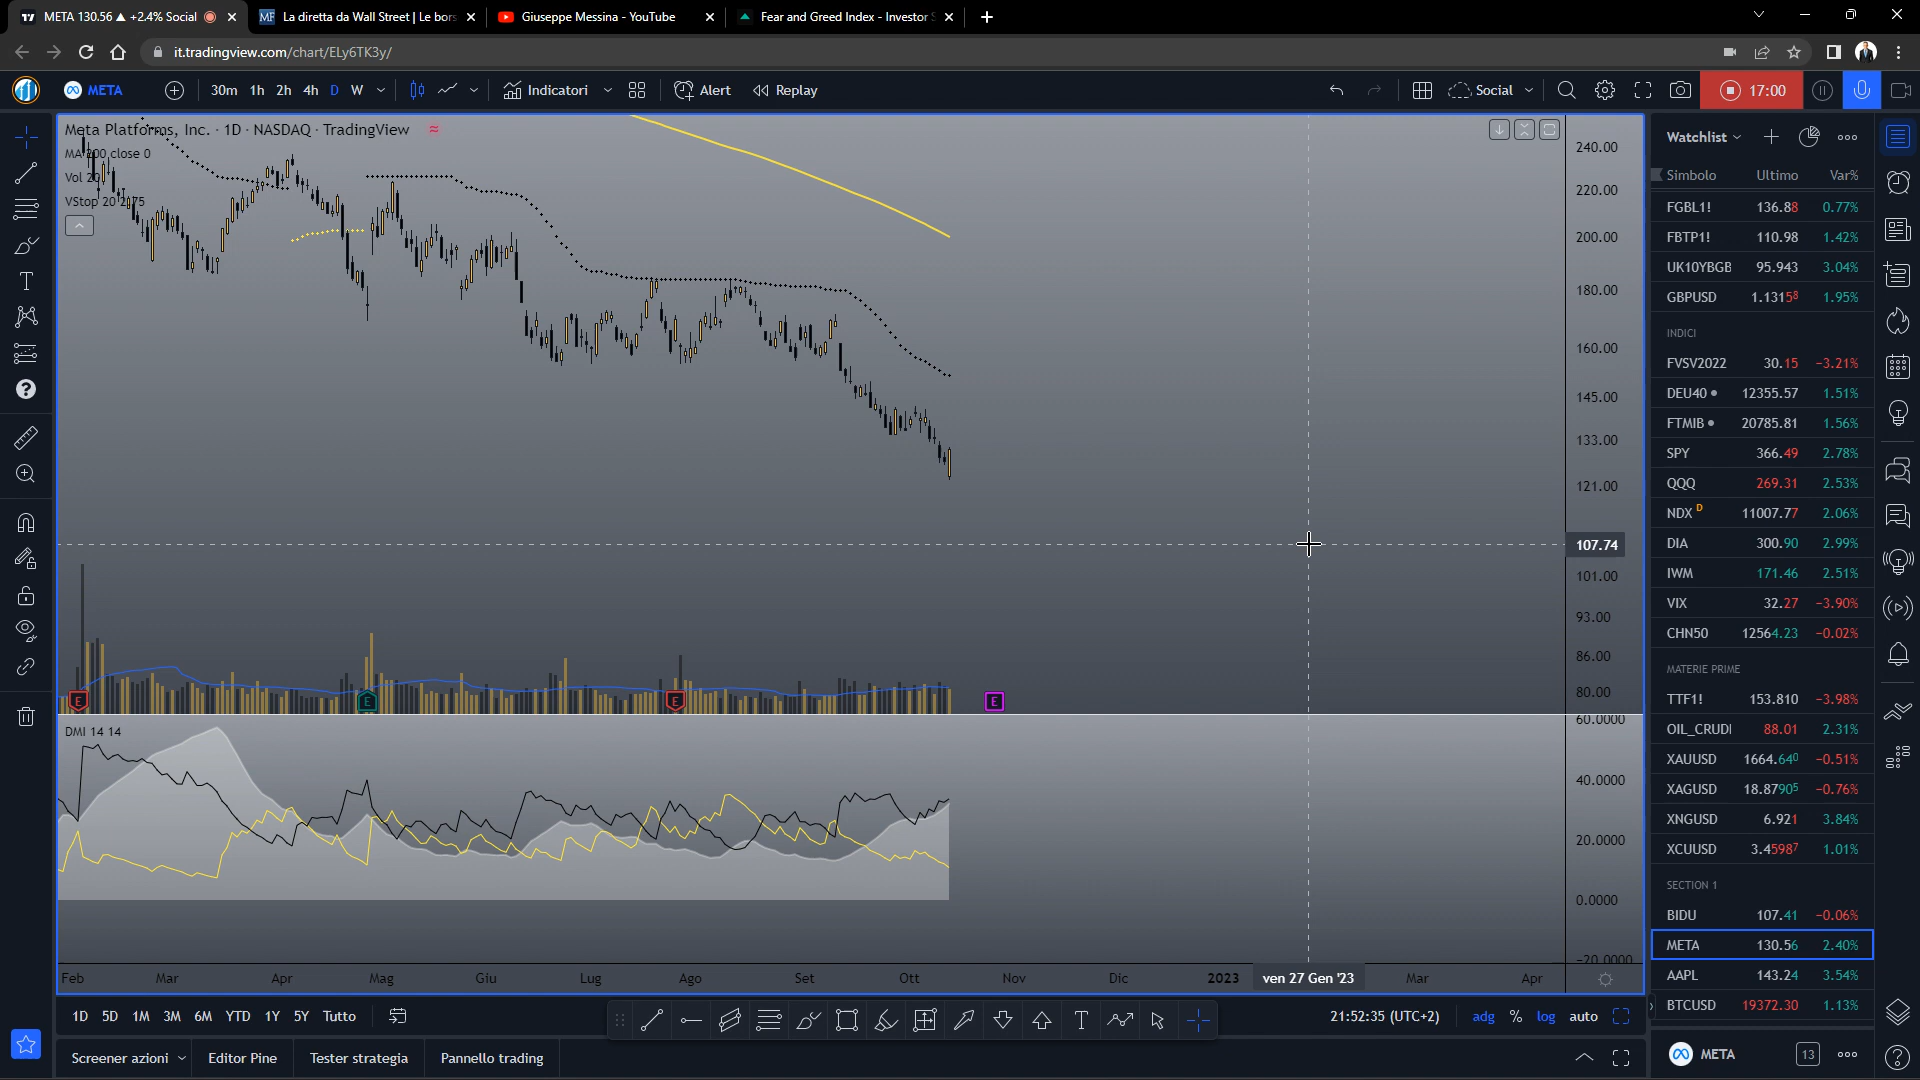 META 130.56 ▲ +2.4% Social
La diretta da Wall Street | Le bors
Giuseppe Messina - YouTube
Fear and Greed Index - Investor S
it.tradingview.com/chart/ELy6TK3y/
META
30m 1h 2h 4h D W
Indicatori
Alert
Replay
Social
17:00
Meta Platforms, Inc. · 1D · NASDAQ · TradingView
MA 200 close 0
Vol 20
VStop 20 2.75
240.00
220.00
200.00
180.00
160.00
145.00
133.00
121.00
107.74
101.00
93.00
86.00
80.00
E E E E
DMI 14 14
60.0000
40.0000
20.0000
0.0000
-20.0000
Feb Mar Apr Mag Giu Lug Ago Set Ott Nov Dic 2023 ven 27 Gen '23 Mar Apr
1D 5D 1M 3M 6M YTD 1Y 5Y Tutto
21:52:35 (UTC+2)
adg % log auto
Screener azioni
Editor Pine
Tester strategia
Pannello trading
Watchlist
Simbolo Ultimo Var%
FGBL1! 136.88 0.77%
FBTP1! 110.98 1.42%
UK10YBGB 95.943 3.04%
GBPUSD 1.13158 1.95%
INDICI
FVSV2022 30.15 -3.21%
DEU40 12355.57 1.51%
FTMIB 20785.81 1.56%
SPY 366.49 2.78%
QQQ 269.31 2.53%
NDX D 11007.77 2.06%
DIA 300.90 2.99%
IWM 171.46 2.51%
VIX 32.27 -3.90%
CHN50 12564.23 -0.02%
MATERIE PRIME
TTF1! 153.810 -3.98%
OIL_CRUDI 88.01 2.31%
XAUUSD 1664.640 -0.51%
XAGUSD 18.87905 -0.76%
XNGUSD 6.921 3.84%
XCUUSD 3.45987 1.01%
SECTION 1
BIDU 107.41 -0.06%
META 130.56 2.40%
AAPL 143.24 3.54%
BTCUSD 19372.30 1.13%
META
13